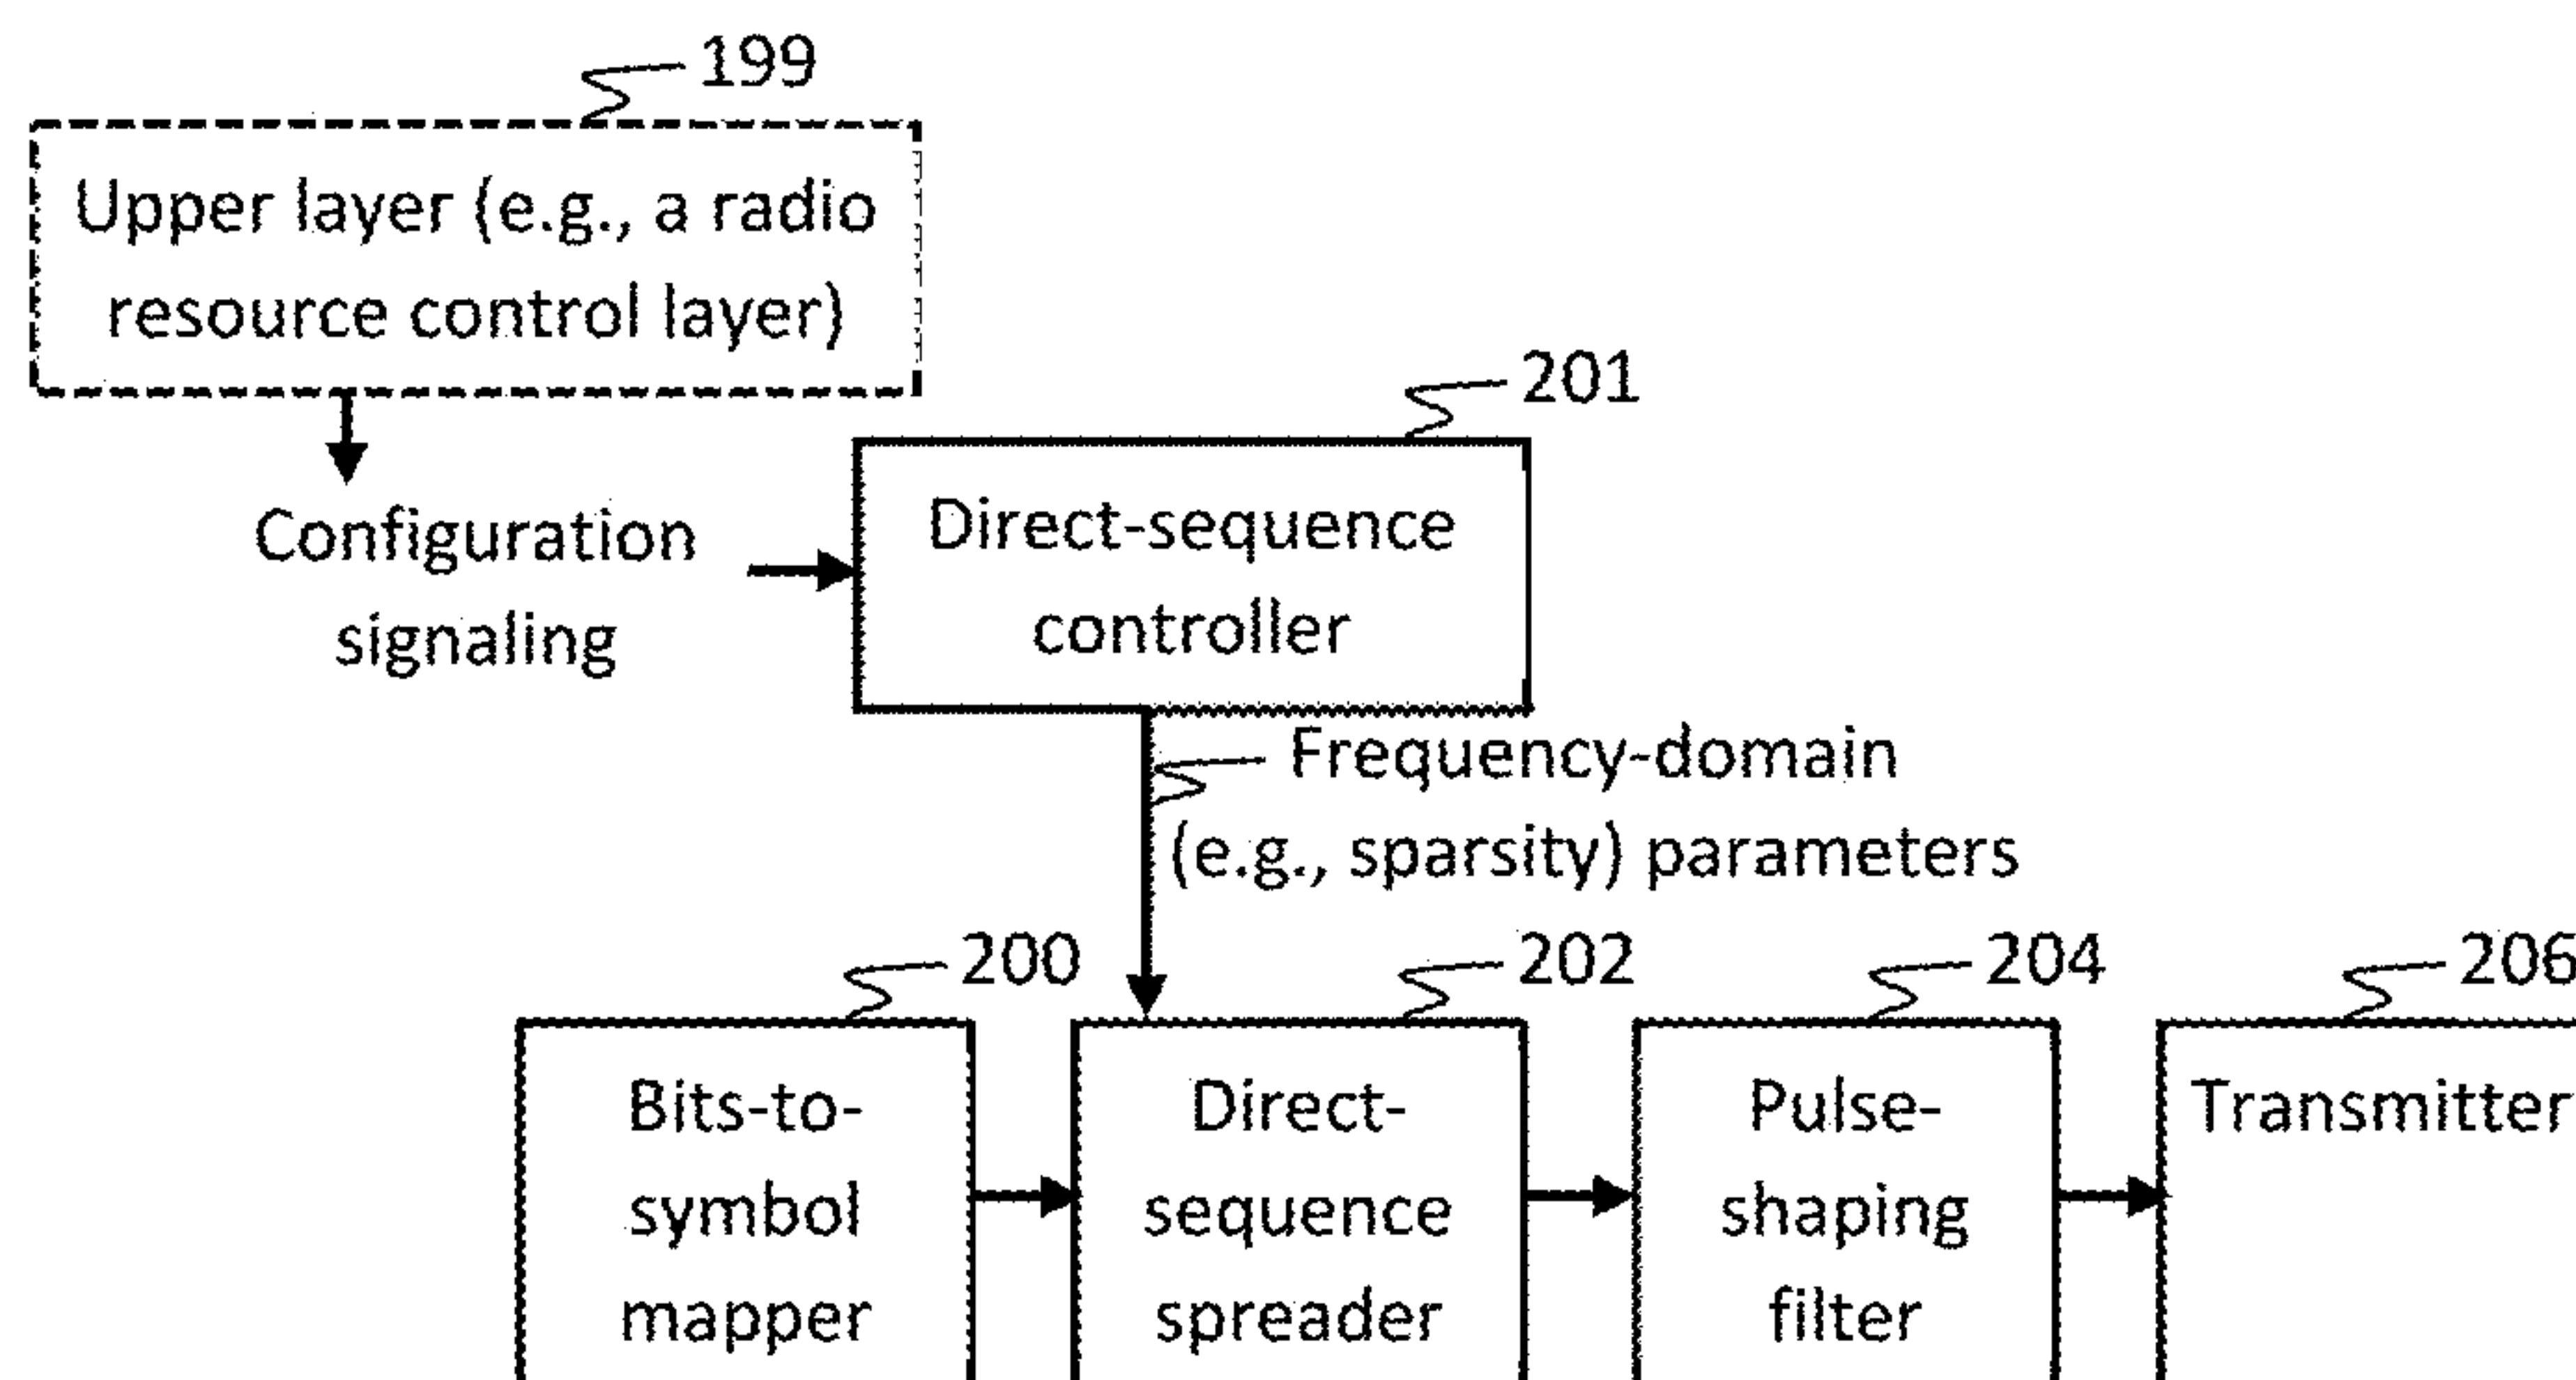 199
Upper layer (e.g., a radio
resource control layer)
201
Configuration
signaling
Direct-sequence
controller
Frequency-domain
(e.g., sparsity) parameters
200
202
204
206
Bits-to-
symbol
mapper
Direct-
sequence
spreader
Pulse-
shaping
filter
Transmitter